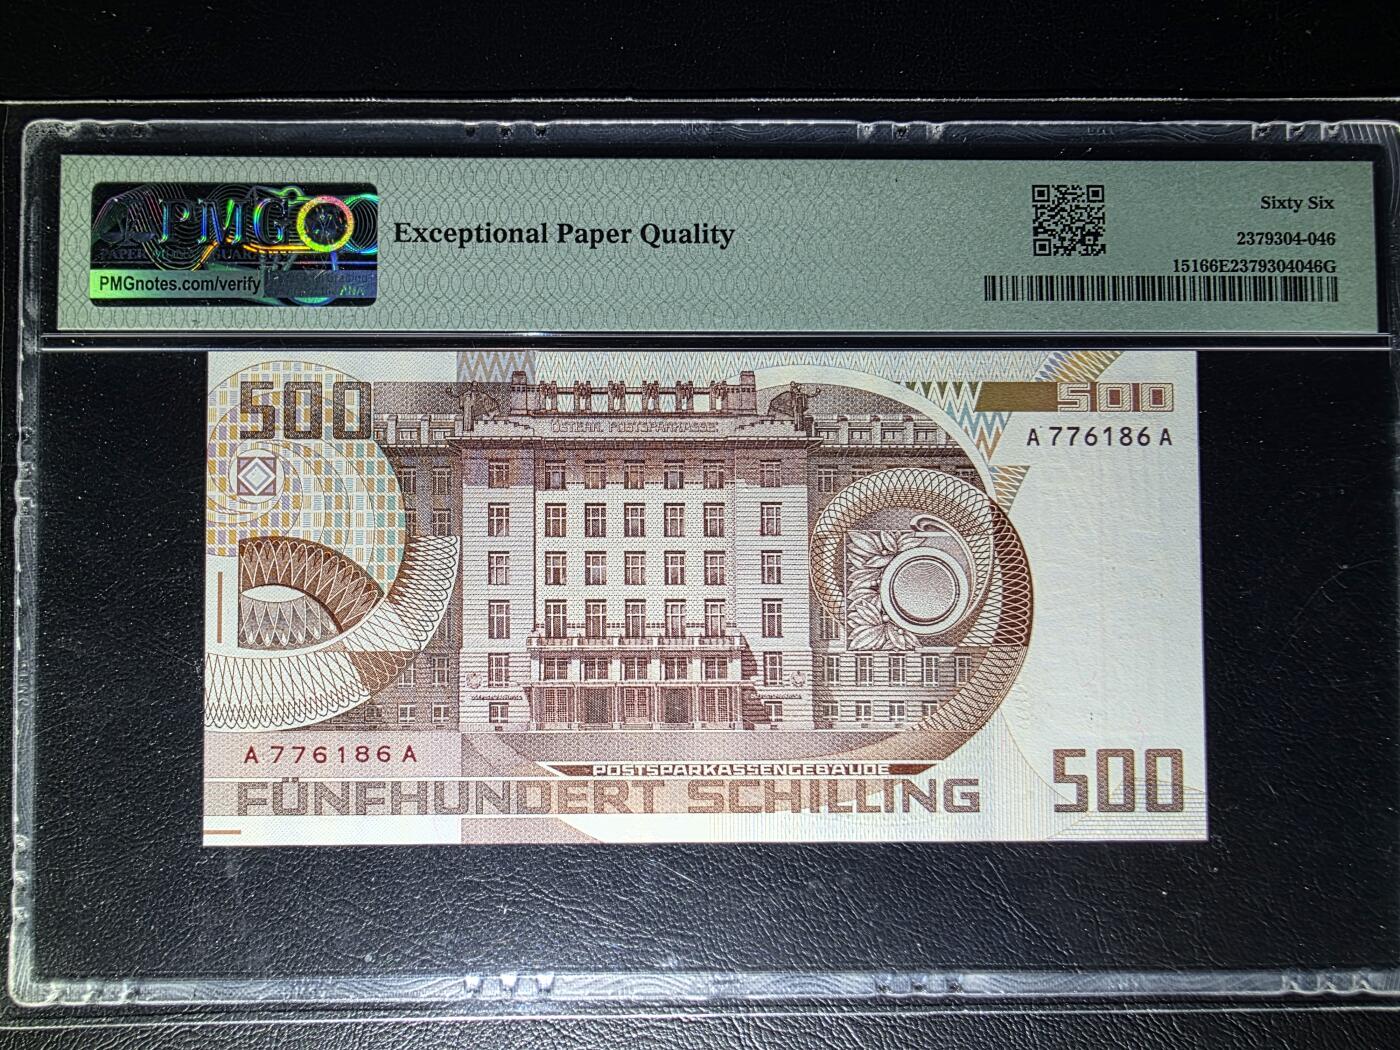 PMG
PMGnotes.com/verify
Exceptional Paper Quality
Sixty Six
2379304-046
15166E2379304046G
500
500
ÖSTERR. POSTSPARKASSE
A 776186 A
A 776186 A
POSTSPARKASSENGEBÄUDE
FÜNFHUNDERT SCHILLING
500